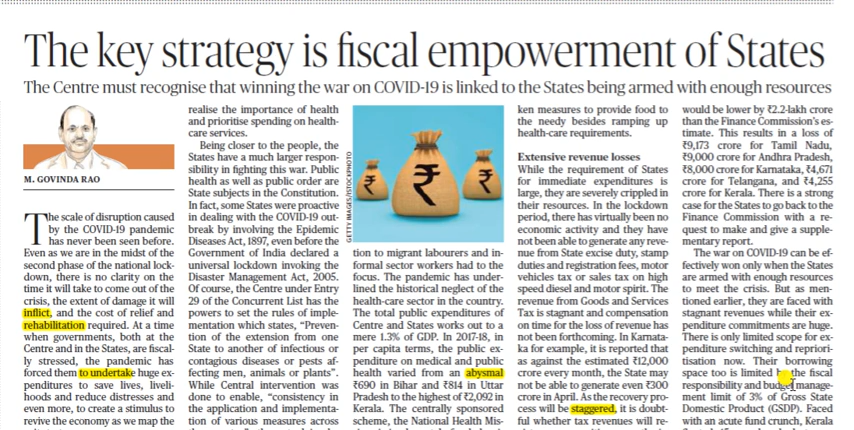 The key strategy is fiscal empowerment of States
The Centre must recognise that winning the war on COVID-19 is linked to the States being armed with enough resources
M. GOVINDA RAO
The scale of disruption caused
by the COVID-19 pandemic
has never been seen before.
Even as we are in the midst of the
second phase of the national lock-
down, there is no clarity on the
time it will take to come out of the
crisis, the extent of damage it will
inflict, and the cost of relief and
rehabilitation required. At a time
when governments, both at the
Centre and in the States, are fiscal-
ly stressed, the pandemic has
forced them to undertake huge ex-
penditures to save lives, liveli-
hoods and reduce distresses and
even more, to create a stimulus to
revive the economy as we map the
realise the importance of health
and prioritise spending on health-
care services.
Being closer to the people, the
States have a much larger respon-
sibility in fighting this war. Public
health as well as public order are
State subjects in the Constitution.
In fact, some States were proactive
in dealing with the COVID-19 out-
break by involving the Epidemic
Diseases Act, 1897, even before the
Government of India declared a
universal lockdown invoking the
Disaster Management Act, 2005.
Of course, the Centre under Entry
29 of the Concurrent List has the
powers to set the rules of imple-
mentation which states, “Preven-
tion of the extension from one
State to another of infectious or
contagious diseases or pests af-
fecting men, animals or plants”.
While Central intervention was
done to enable, “consistency in
the application and implementa-
tion of various measures across
₹
₹
₹
GETTY IMAGES/ISTOCKPHOTO
tion to migrant labourers and in-
formal sector workers had to the
focus. The pandemic has under-
lined the historical neglect of the
health-care sector in the country.
The total public expenditures of
Centre and States works out to a
mere 1.3% of GDP. In 2017-18, in
per capita terms, the public ex-
penditure on medical and public
health varied from an abysmal
₹690 in Bihar and ₹814 in Uttar
Pradesh to the highest of ₹2,092 in
Kerala. The centrally sponsored
scheme, the National Health Mis-
ken measures to provide food to
the needy besides ramping up
health-care requirements.
Extensive revenue losses
While the requirement of States
for immediate expenditures is
large, they are severely crippled in
their resources. In the lockdown
period, there has virtually been no
economic activity and they have
not been able to generate any reve-
nue from State excise duty, stamp
duties and registration fees, motor
vehicles tax or sales tax on high
speed diesel and motor spirit. The
revenue from Goods and Services
Tax is stagnant and compensation
on time for the loss of revenue has
not been forthcoming. In Karnata-
ka for example, it is reported that
as against the estimated ₹12,000
crore every month, the State may
not be able to generate even ₹300
crore in April. As the recovery pro-
cess will be staggered, it is doubt-
ful whether tax revenues will re-
would be lower by ₹2.2-lakh crore
than the Finance Commission’s es-
timate. This results in a loss of
₹9,173 crore for Tamil Nadu,
₹9,000 crore for Andhra Pradesh,
₹8,000 crore for Karnataka, ₹4,671
crore for Telangana, and ₹4,255
crore for Kerala. There is a strong
case for the States to go back to the
Finance Commission with a re-
quest to make and give a supple-
mentary report.
The war on COVID-19 can be ef-
fectively won only when the States
are armed with enough resources
to meet the crisis. But as men-
tioned earlier, they are faced with
stagnant revenues while their ex-
penditure commitments are huge.
There is only limited scope for ex-
penditure switching and repriori-
tisation now. Their borrowing
space too is limited by the fiscal
responsibility and budget manage-
ment limit of 3% of Gross State
Domestic Product (GSDP). Faced
with an acute fund crunch, Kerala